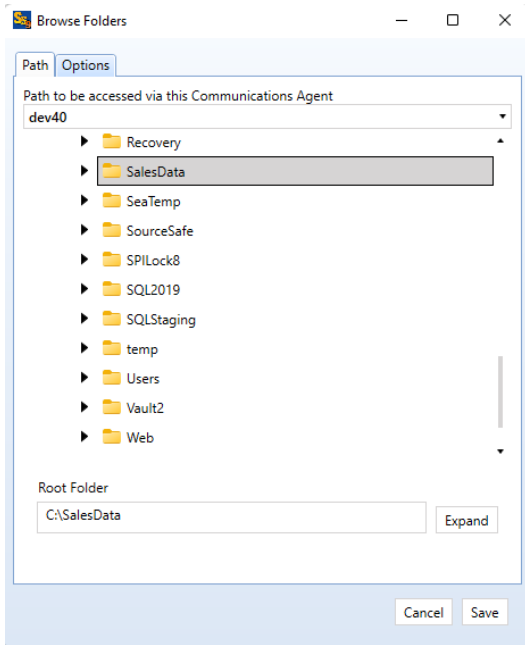 Browse Folders
Path Options
Path to be accessed via this Communications Agent
dev40
Recovery
SalesData
SeaTemp
SourceSafe
SPILock8
SQL2019
SQLStaging
temp
Users
Vault2
Web
Root Folder
C:\SalesData
Expand
Cancel Save